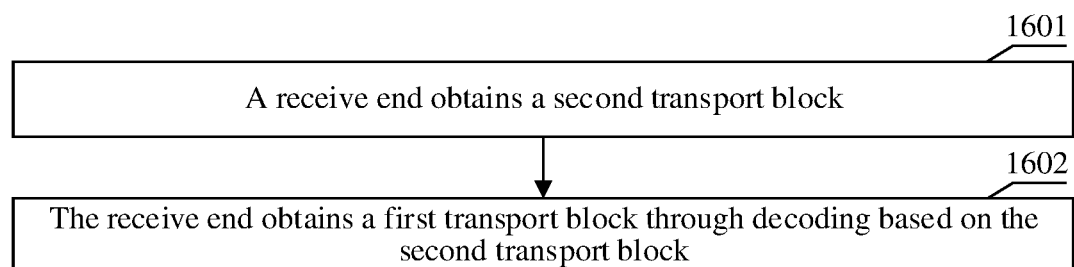 1601
A receive end obtains a second transport block
1602
The receive end obtains a first transport block through decoding based on the
second transport block